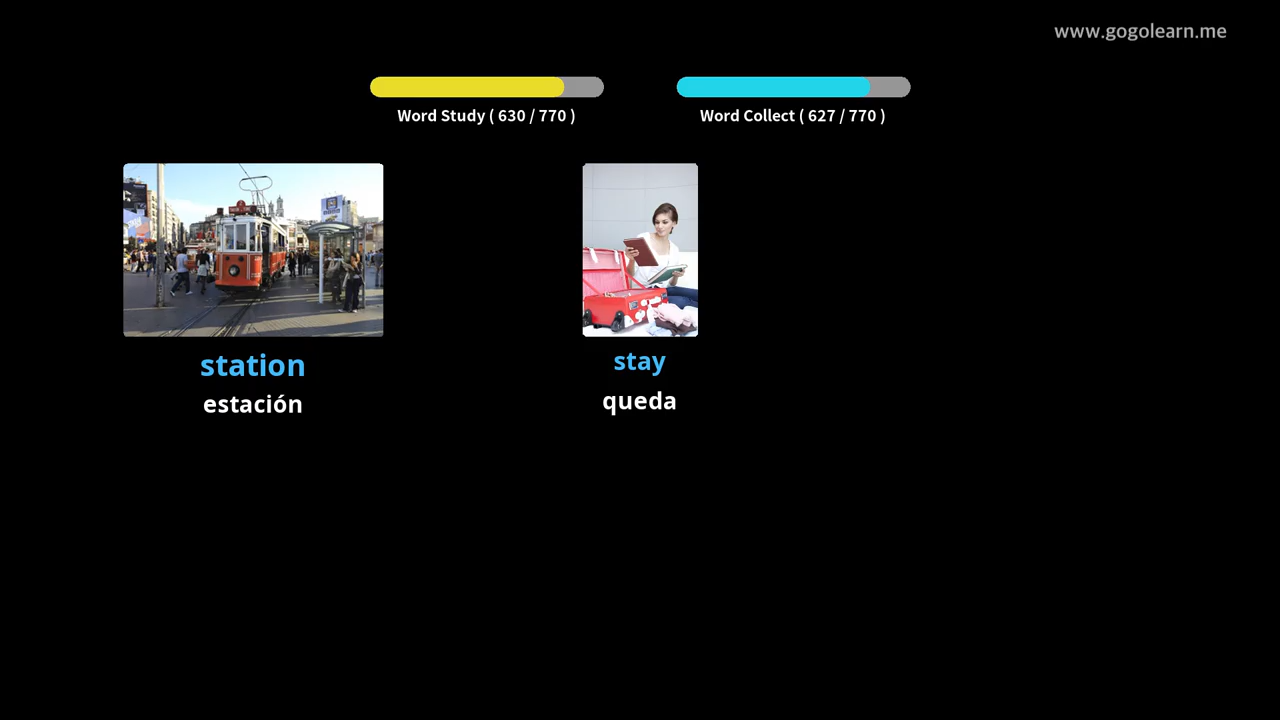 www.gogolearn.me
Word Study ( 630 / 770 )
Word Collect ( 627 / 770 )
station
estación
stay
queda